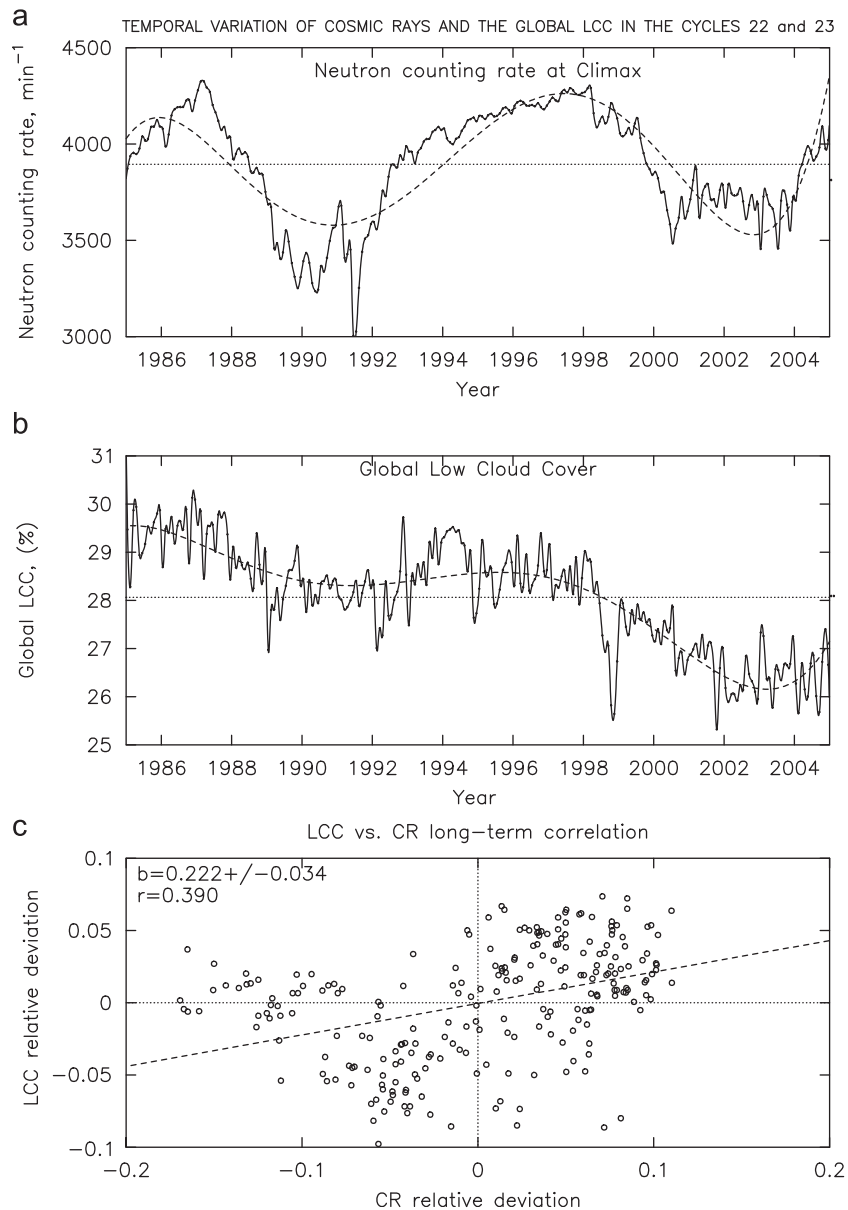 a
TEMPORAL VARIATION OF COSMIC RAYS AND THE GLOBAL LCC IN THE CYCLES 22 and 23
Neutron counting rate at Climax
Neutron counting rate, min⁻¹
4500
4000
3500
3000
1986 1988 1990 1992 1994 1996 1998 2000 2002 2004
Year
b
Global Low Cloud Cover
Global LCC, (%)
31
30
29
28
27
26
25
1986 1988 1990 1992 1994 1996 1998 2000 2002 2004
Year
c
LCC vs. CR long-term correlation
b=0.222+/-0.034
r=0.390
LCC relative deviation
0.1
0.05
0
-0.05
-0.1
-0.2 -0.1 0 0.1 0.2
CR relative deviation